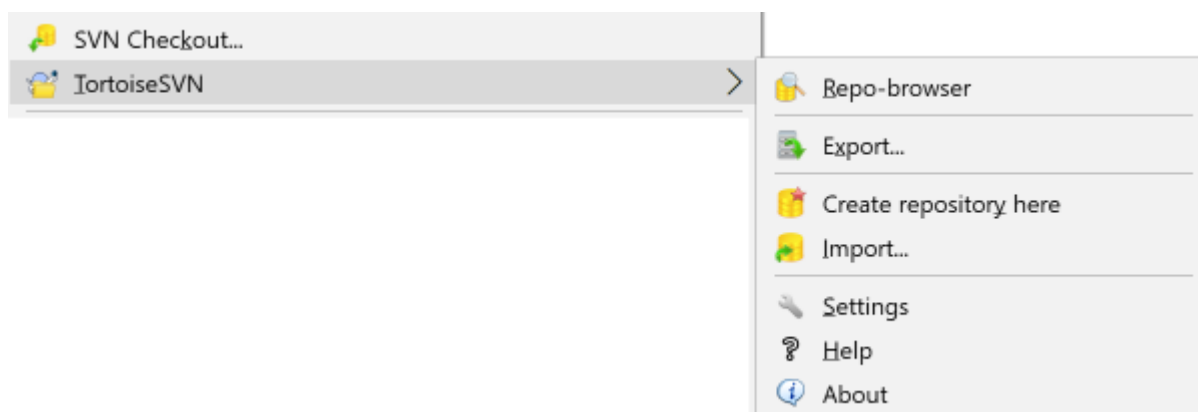 SVN Checkout...
TortoiseSVN
Repo-browser
Export...
Create repository here
Import...
Settings
Help
About